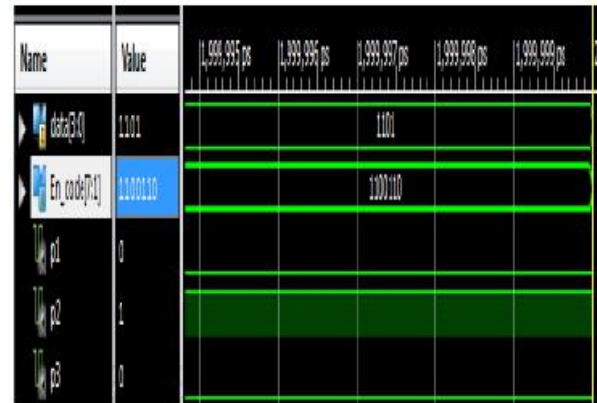 Name Value 1,999,995 ps 1,999,996 ps 1,999,997 ps 1,999,998 ps 1,999,999 ps
data[3:0] 1101 1101
En_code[7:1] 1100110 1100110
p1 0
p2 1
p3 0